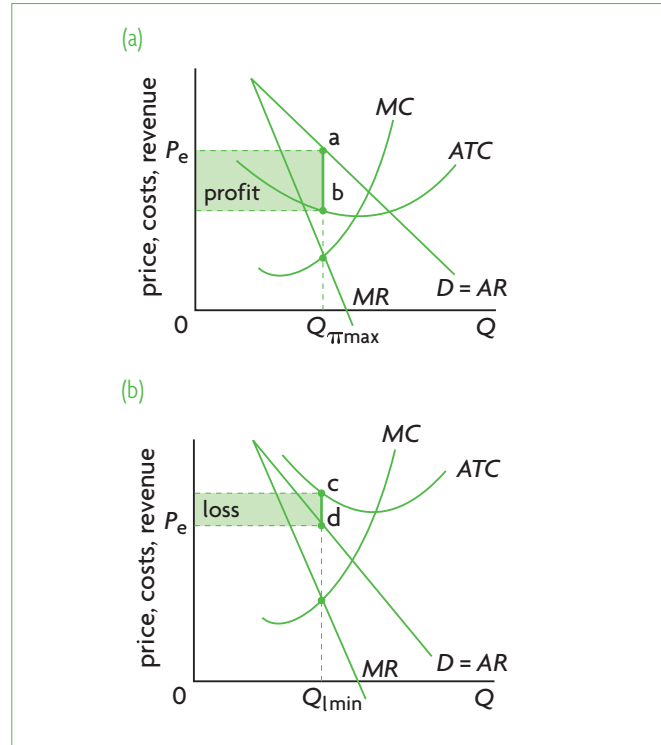 (a)
price, costs, revenue
MC
a
Pe
ATC
profit
b
D = AR
MR
0
Qπmax
Q
(b)
price, costs, revenue
MC
ATC
c
loss
d
Pe
D = AR
MR
0
Qlmin
Q